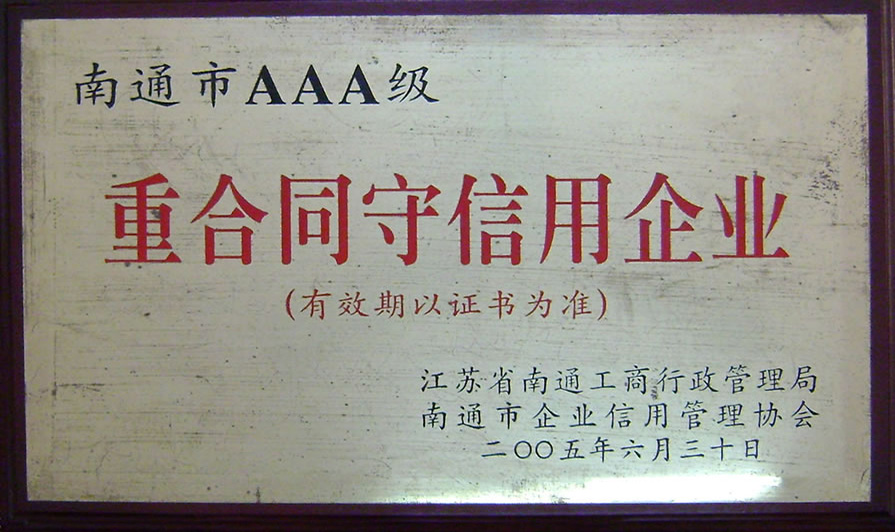 南通市AAA级
重合同守信用企业
(有效期以证书为准)
江苏省南通工商行政管理局
南通市企业信用管理协会
二〇〇五年六月三十日